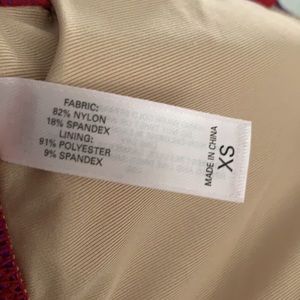 FABRIC:
82% NYLON
18% SPANDEX
LINING:
91% POLYESTER
9% SPANDEX
MADE IN CHINA
XS